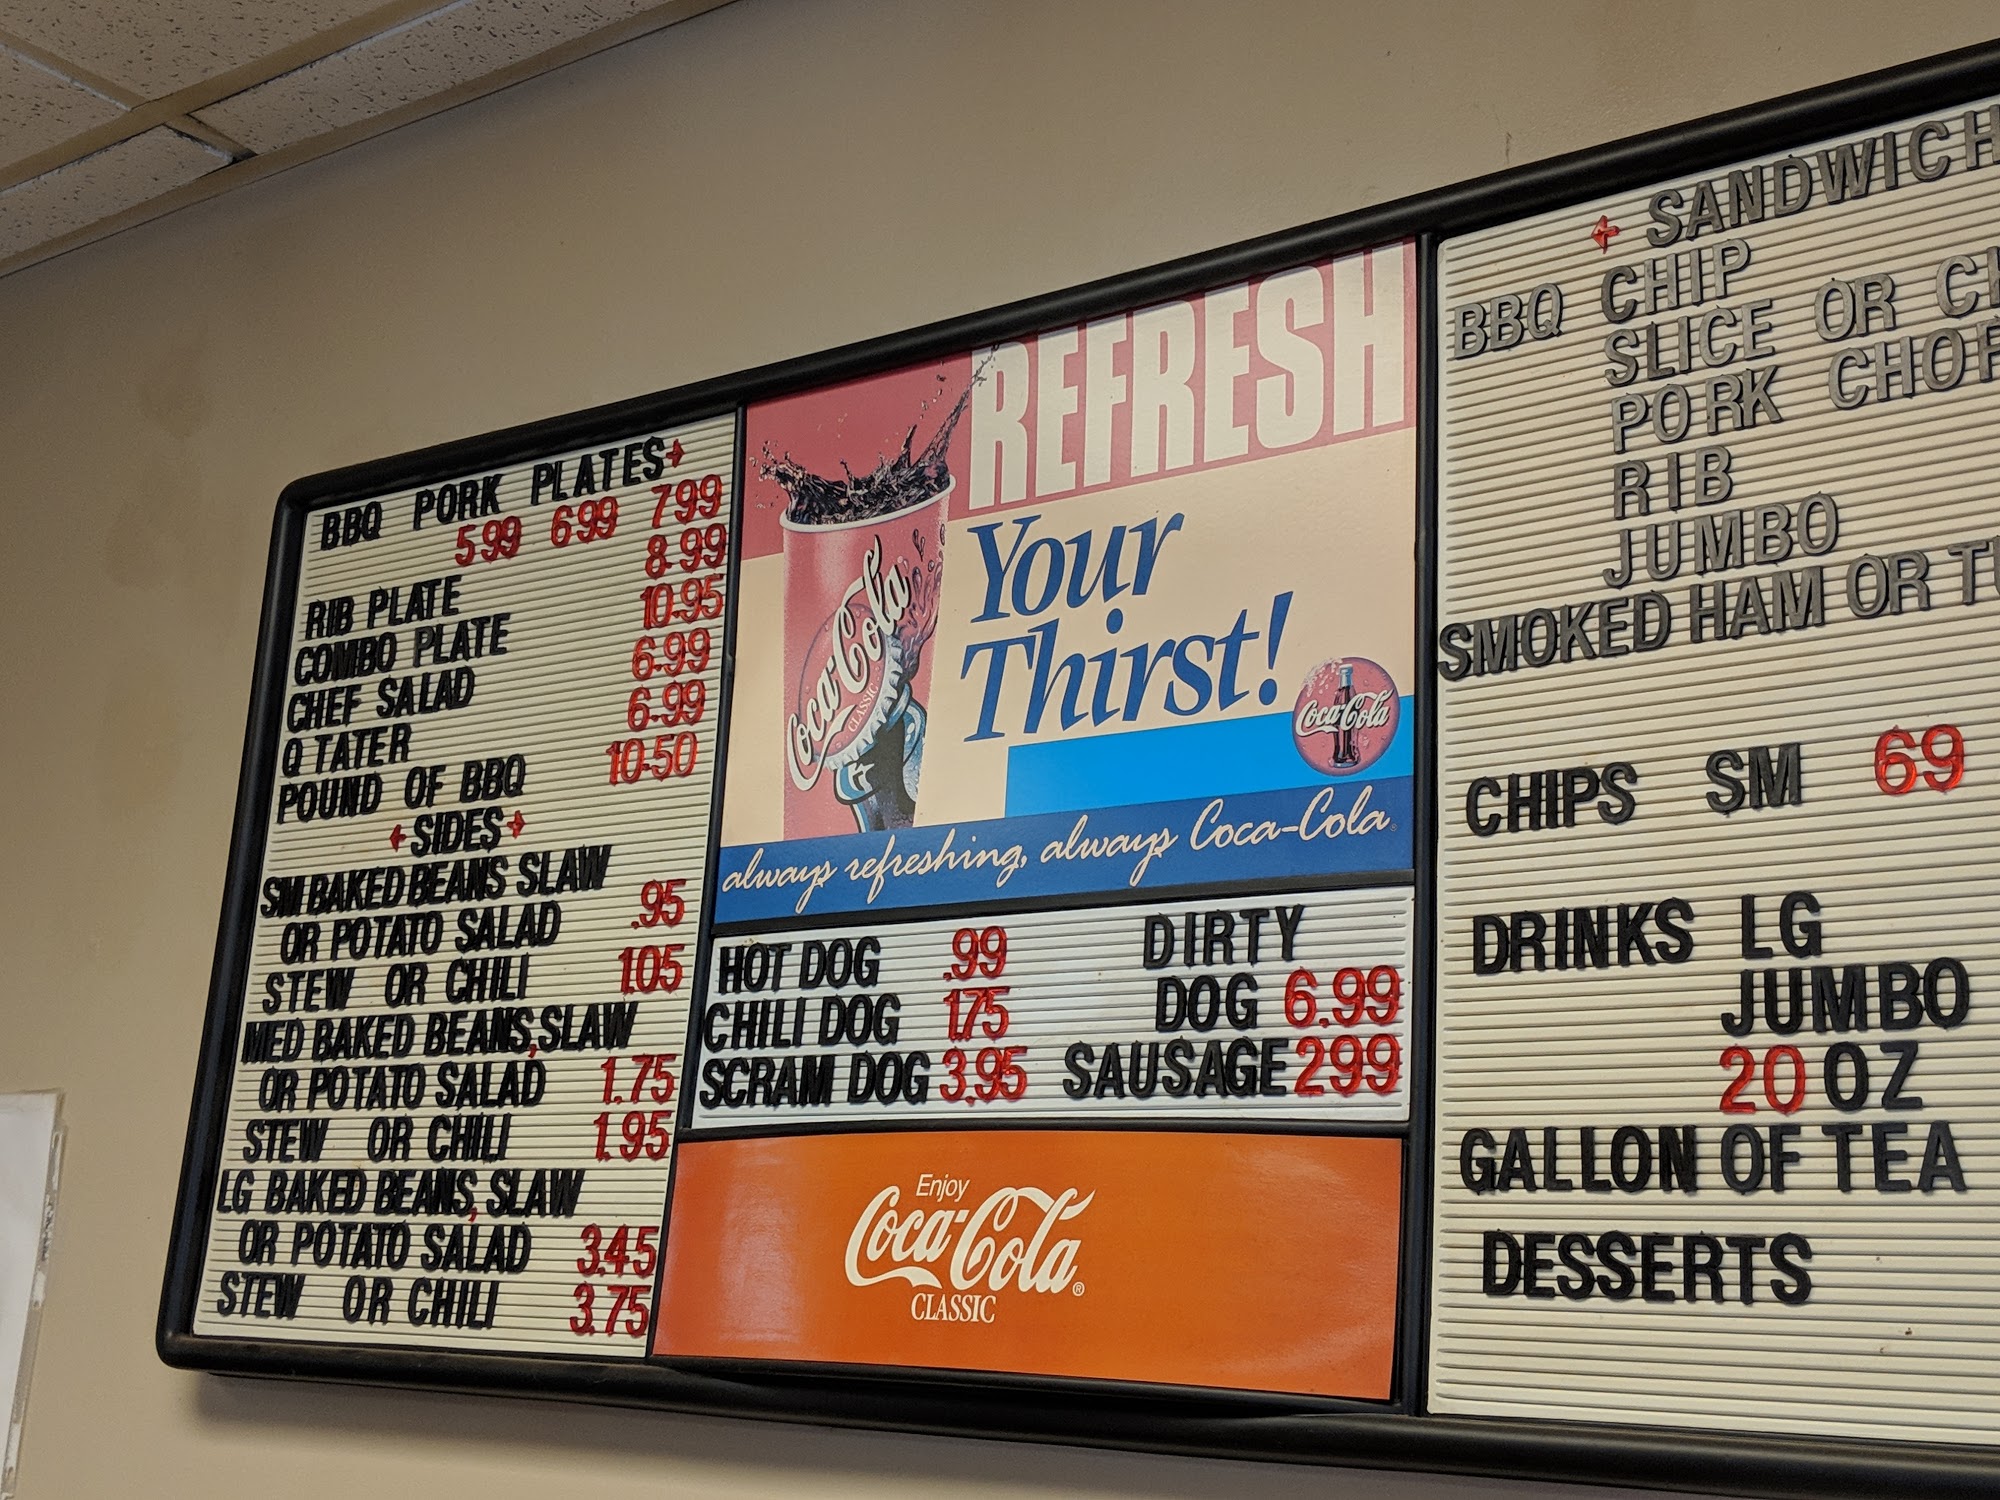 BBQ PORK PLATES
5.99 6.99 7.99
RIB PLATE 8.99
COMBO PLATE 10.95
CHEF SALAD 6.99
Q TATER 6.99
POUND OF BBQ 10.50
SIDES
SM BAKED BEANS SLAW
OR POTATO SALAD .95
STEW OR CHILI 1.05
MED BAKED BEANS, SLAW
OR POTATO SALAD 1.75
STEW OR CHILI 1.95
LG BAKED BEANS, SLAW
OR POTATO SALAD 3.45
STEW OR CHILI 3.75
REFRESH
Your
Thirst!
Coca-Cola
CLASSIC
Coca-Cola
always refreshing, always Coca-Cola
HOT DOG .99
CHILI DOG 1.75
SCRAM DOG 3.95
DIRTY
DOG 6.99
SAUSAGE 299
Enjoy
Coca-Cola®
CLASSIC
SANDWICH
BBQ CHIP
SLICE OR
PORK
RIB
JUMBO
SMOKED HAM OR
CHIPS SM 69
DRINKS LG
JUMBO
20 OZ
GALLON OF TEA
DESSERTS